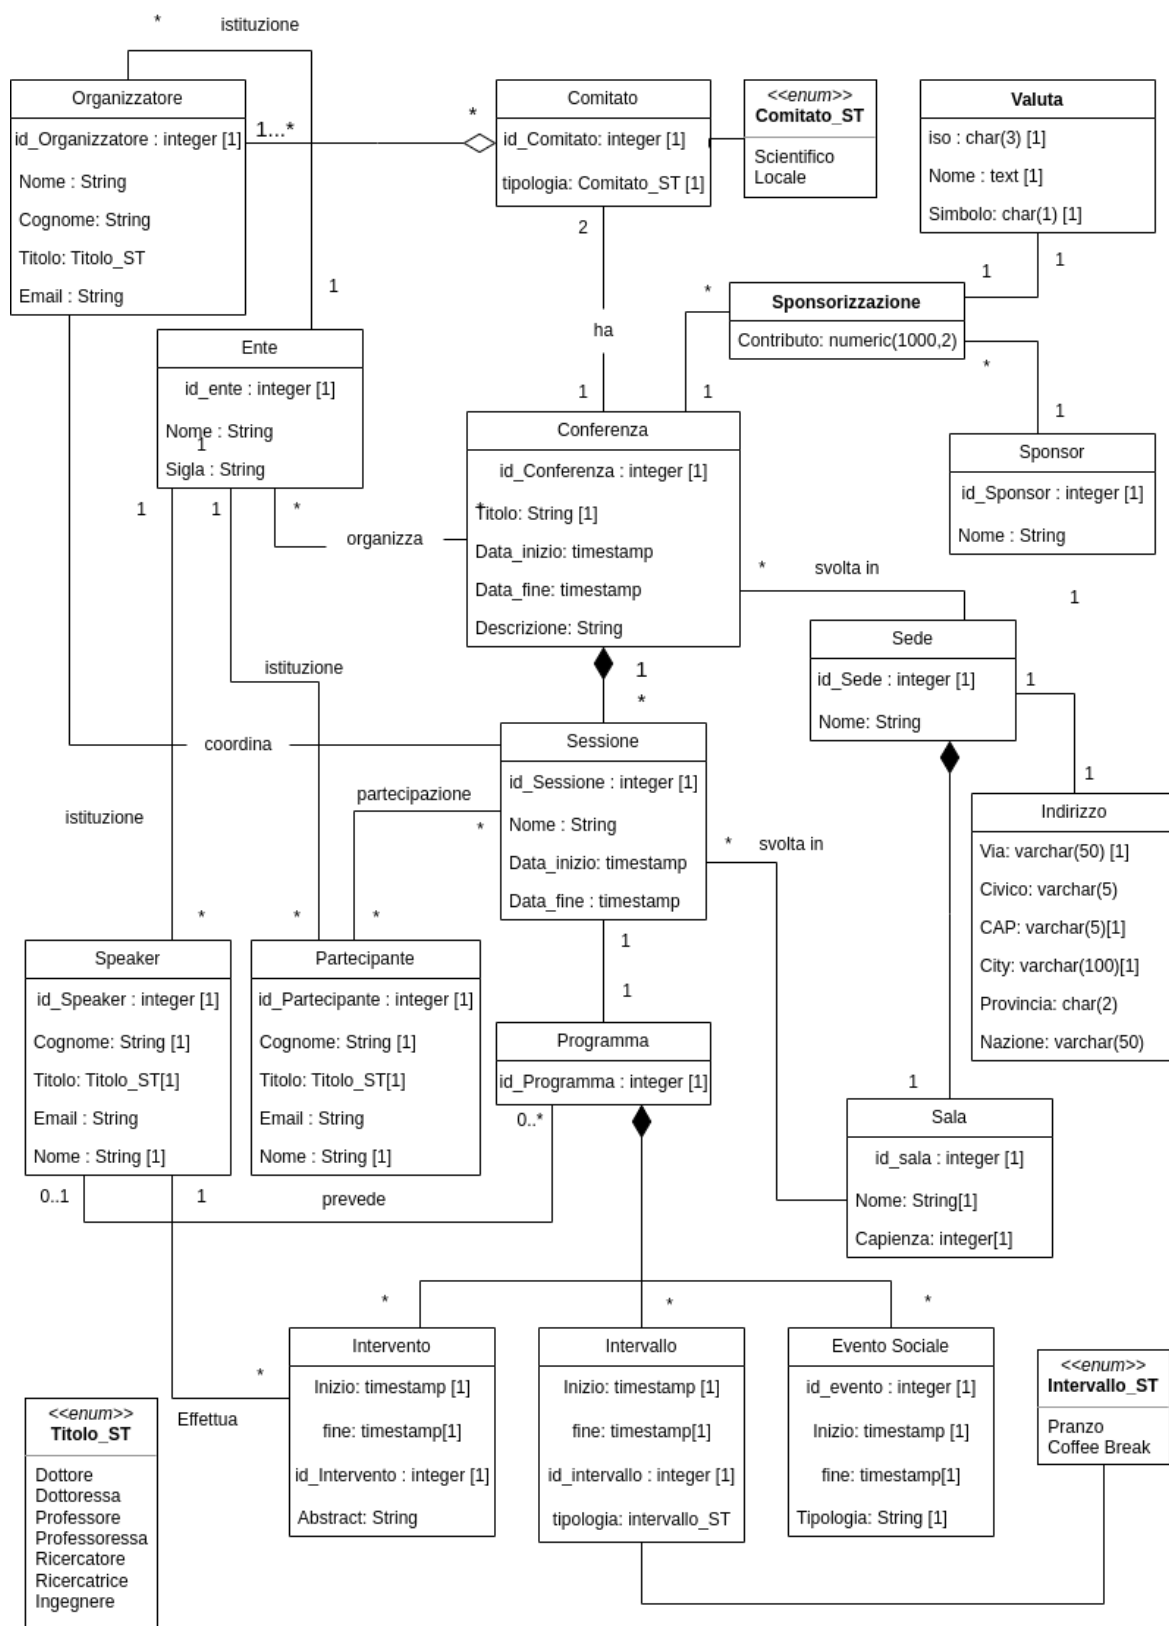 * istituzione
Organizzatore
id_Organizzatore : integer [1]
Nome : String
Cognome: String
Titolo: Titolo_ST
Email : String
1...*
*
Comitato
id_Comitato: integer [1]
tipologia: Comitato_ST [1]
<<enum>>
Comitato_ST
Scientifico
Locale
Valuta
iso : char(3) [1]
Nome : text [1]
Simbolo: char(1) [1]
1
2
ha
1
1
1
*
Sponsorizzazione
Contributo: numeric(1000,2)
*
1
1
Ente
id_ente : integer [1]
Nome : String
1
Sigla : String
1
1
*
organizza
Conferenza
id_Conferenza : integer [1]
*
Titolo: String [1]
Data_inizio: timestamp
Data_fine: timestamp
Descrizione: String
Sponsor
id_Sponsor : integer [1]
Nome : String
* svolta in
1
Sede
id_Sede : integer [1]
Nome: String
1
1
istituzione
1
*
coordina
Sessione
id_Sessione : integer [1]
Nome : String
Data_inizio: timestamp
Data_fine : timestamp
partecipazione
*
istituzione
* svolta in
Indirizzo
Via: varchar(50) [1]
Civico: varchar(5)
CAP: varchar(5)[1]
City: varchar(100)[1]
Provincia: char(2)
Nazione: varchar(50)
*
*
*
Speaker
id_Speaker : integer [1]
Cognome: String [1]
Titolo: Titolo_ST[1]
Email : String
Nome : String [1]
Partecipante
id_Partecipante : integer [1]
Cognome: String [1]
Titolo: Titolo_ST[1]
Email : String
Nome : String [1]
1
1
Programma
id_Programma : integer [1]
0..*
1
Sala
id_sala : integer [1]
Nome: String[1]
Capienza: integer[1]
0..1
1
prevede
*
*
*
Intervento
Inizio: timestamp [1]
fine: timestamp[1]
id_Intervento : integer [1]
Abstract: String
Intervallo
Inizio: timestamp [1]
fine: timestamp[1]
id_intervallo : integer [1]
tipologia: intervallo_ST
Evento Sociale
id_evento : integer [1]
Inizio: timestamp [1]
fine: timestamp[1]
Tipologia: String [1]
<<enum>>
Intervallo_ST
Pranzo
Coffee Break
*
Effettua
<<enum>>
Titolo_ST
Dottore
Dottoressa
Professore
Professoressa
Ricercatore
Ricercatrice
Ingegnere